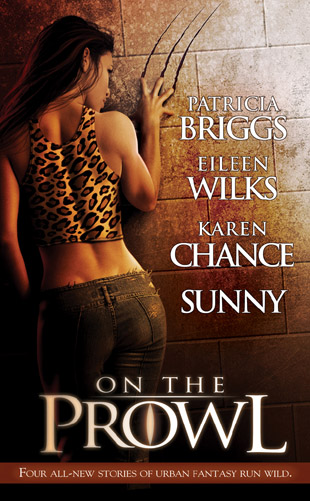 PATRICIA
BRIGGS
EILEEN
WILKS
KAREN
CHANCE
SUNNY
ON THE
PROWL
FOUR ALL-NEW STORIES OF URBAN FANTASY RUN WILD.